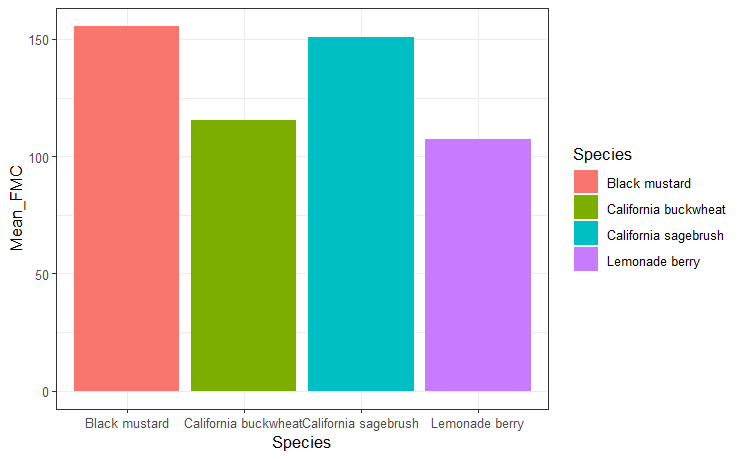 Mean_FMC
150
100
50
0
Black mustard California buckwheat California sagebrush Lemonade berry
Species
Species
Black mustard
California buckwheat
California sagebrush
Lemonade berry